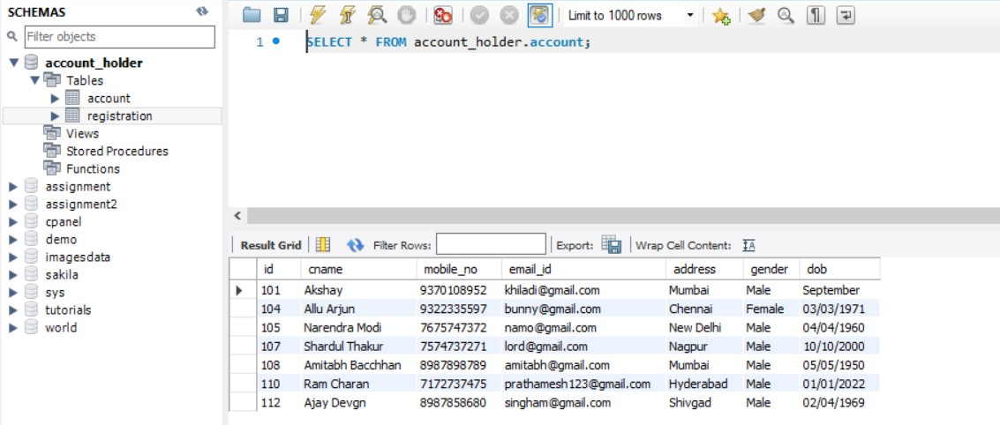 SCHEMAS
Filter objects
account_holder
Tables
account
registration
Views
Stored Procedures
Functions
assignment
assignment2
cpanel
demo
imagesdata
sakila
sys
tutorials
world
Limit to 1000 rows
1 SELECT * FROM account_holder.account;
Result Grid Filter Rows: Export: Wrap Cell Content:
id cname mobile_no email_id address gender dob
101 Akshay 9370108952 khiladi@gmail.com Mumbai Male September
104 Allu Arjun 9322335597 bunny@gmail.com Chennai Female 03/03/1971
105 Narendra Modi 7675747372 namo@gmail.com New Delhi Male 04/04/1960
107 Shardul Thakur 7574737271 lord@gmail.com Nagpur Male 10/10/2000
108 Amitabh Bacchhan 8987898789 amitabh@gmail.com Mumbai Male 05/05/1950
110 Ram Charan 7172737475 prathamesh123@gmail.com Hyderabad Male 01/01/2022
112 Ajay Devgn 8987858680 singham@gmail.com Shivgad Male 02/04/1969